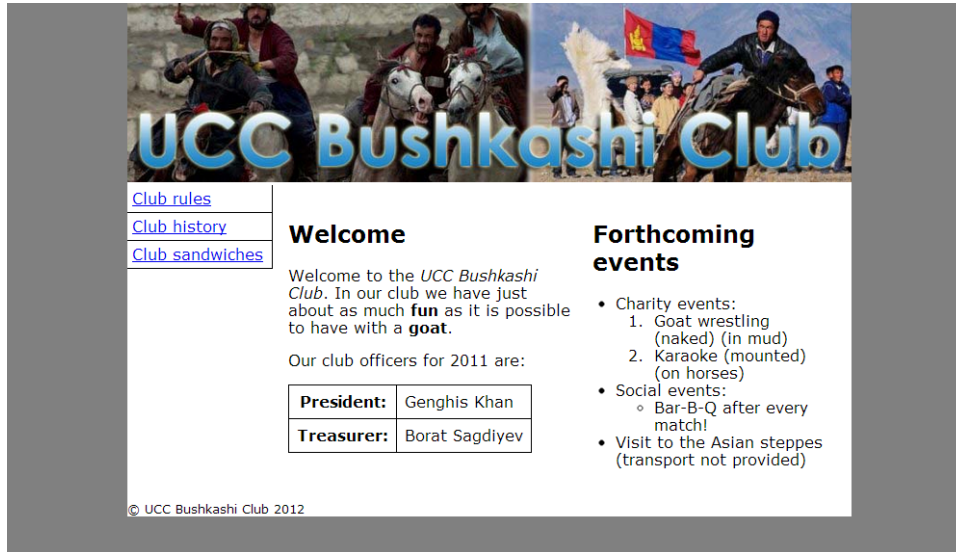 UCC Bushkashi Club
Club rules
Club history
Club sandwiches
Welcome
Welcome to the UCC Bushkashi
Club. In our club we have just
about as much fun as it is possible
to have with a goat.
Our club officers for 2011 are:
President: Genghis Khan
Treasurer: Borat Sagdiyev
Forthcoming
events
• Charity events:
1. Goat wrestling
(naked) (in mud)
2. Karaoke (mounted)
(on horses)
• Social events:
◦ Bar-B-Q after every
match!
• Visit to the Asian steppes
(transport not provided)
© UCC Bushkashi Club 2012